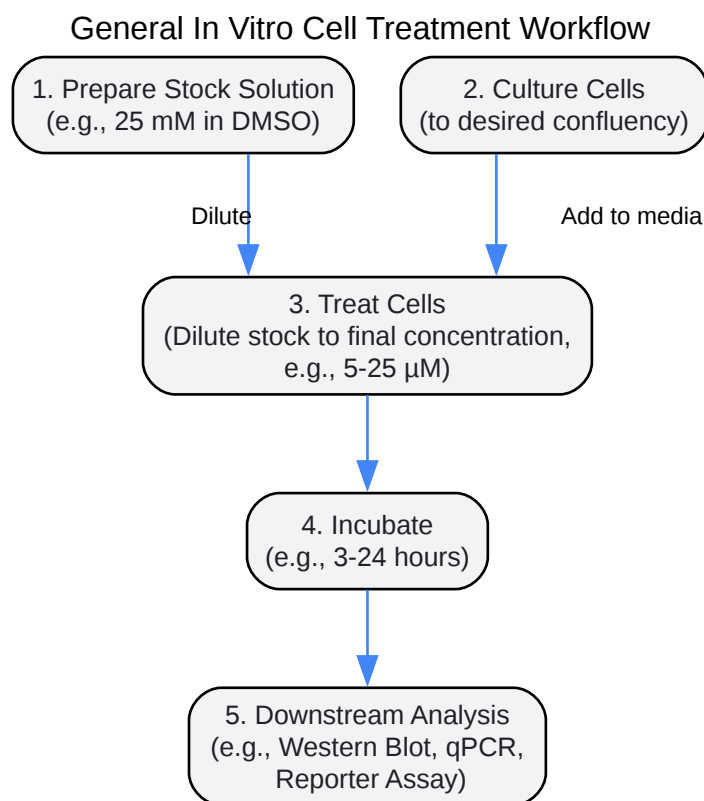 General In Vitro Cell Treatment Workflow
1. Prepare Stock Solution
(e.g., 25 mM in DMSO)
2. Culture Cells
(to desired confluency)
Dilute
Add to media
3. Treat Cells
(Dilute stock to final concentration,
e.g., 5-25 µM)
4. Incubate
(e.g., 3-24 hours)
5. Downstream Analysis
(e.g., Western Blot, qPCR,
Reporter Assay)